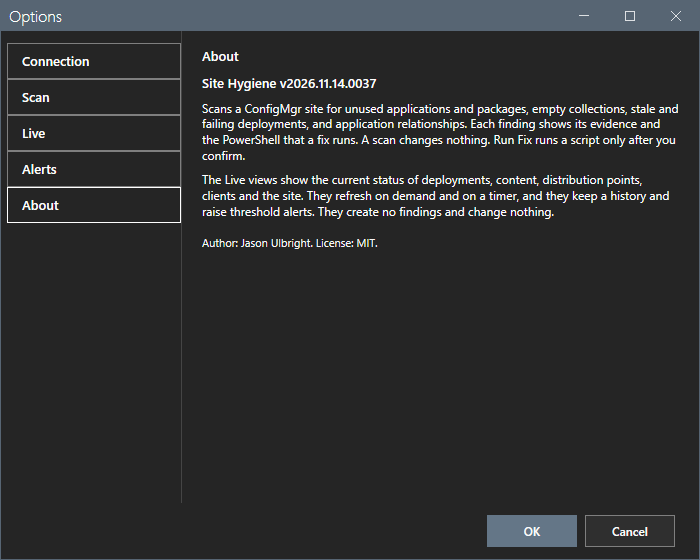 Options
Connection
Scan
Live
Alerts
About
About
Site Hygiene v2026.11.14.0037
Scans a ConfigMgr site for unused applications and packages, empty collections, stale and
failing deployments, and application relationships. Each finding shows its evidence and
the PowerShell that a fix runs. A scan changes nothing. Run Fix runs a script only after you
confirm.
The Live views show the current status of deployments, content, distribution points,
clients and the site. They refresh on demand and on a timer, and they keep a history and
raise threshold alerts. They create no findings and change nothing.
Author: Jason Ulbright. License: MIT.
OK
Cancel